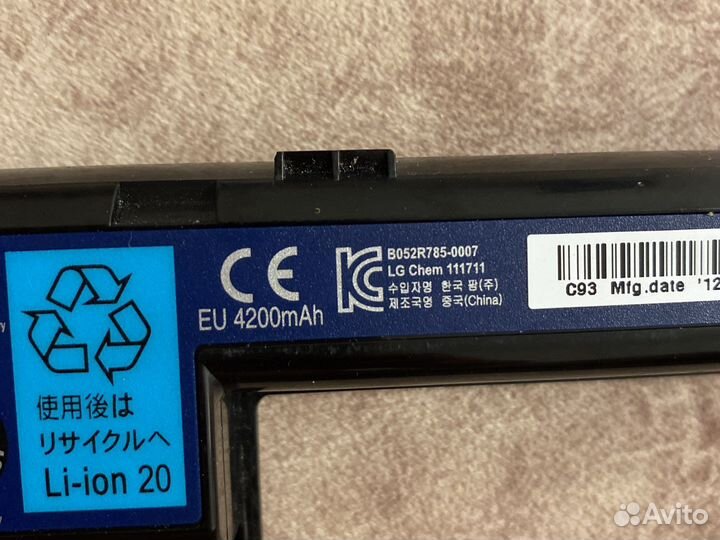 CE
EU 4200mAh
B052R785-0007
LG Chem 111711
수입자명 한국 팜(주)
제조국명 중국(China)
C93 Mfg.date '12
使用後は
リサイクルへ
Li-ion 20
Avito